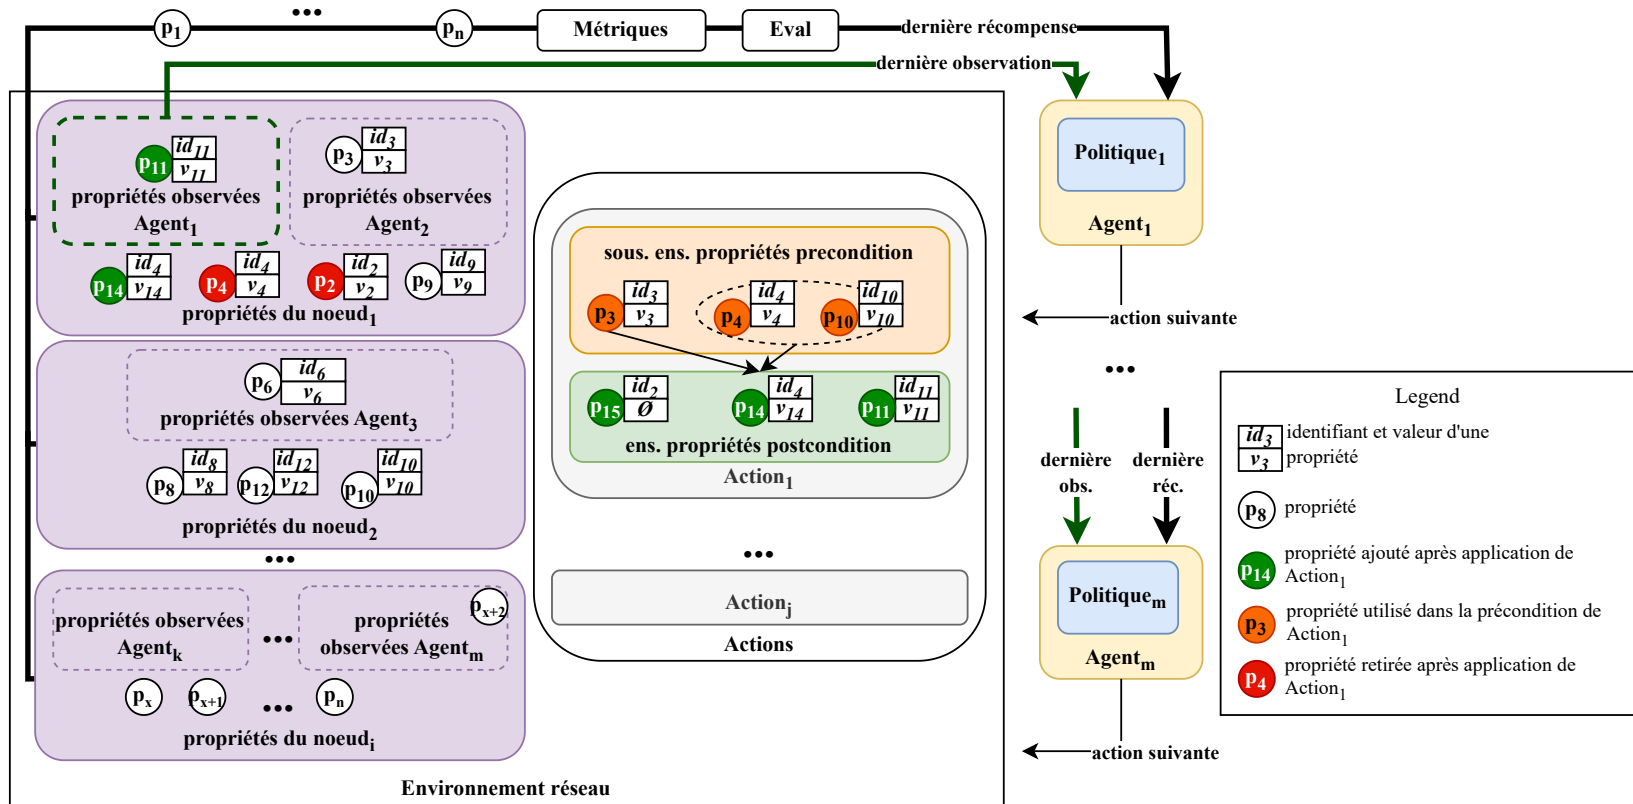 ...
p1
pn
Métriques
Eval
dernière récompense
dernière observation
p11
id11
v11
propriétés observées
Agent1
p3
id3
v3
propriétés observées
Agent2
p14
id4
v14
p4
id4
v4
p2
id2
v2
p9
id9
v9
propriétés du noeud1
p6
id6
v6
propriétés observées Agent3
p8
id8
v8
p12
id12
v12
p10
id10
v10
propriétés du noeud2
...
propriétés observées
Agentk
...
propriétés
observées Agentm
px+2
px
px+1
...
pn
propriétés du noeudi
sous. ens. propriétés precondition
p3
id3
v3
p4
id4
v4
p10
id10
v10
p15
id2
Ø
p14
id4
v14
p11
id11
v11
ens. propriétés postcondition
Action1
...
Actionj
Actions
Environnement réseau
Politique1
Agent1
action suivante
...
dernière
obs.
dernière
réc.
Politiquem
Agentm
action suivante
Legend
id3
v3
identifiant et valeur d'une
propriété
p8
propriété
p14
propriété ajouté après application de
Action1
p3
propriété utilisé dans la précondition de
Action1
p4
propriété retirée après application de
Action1